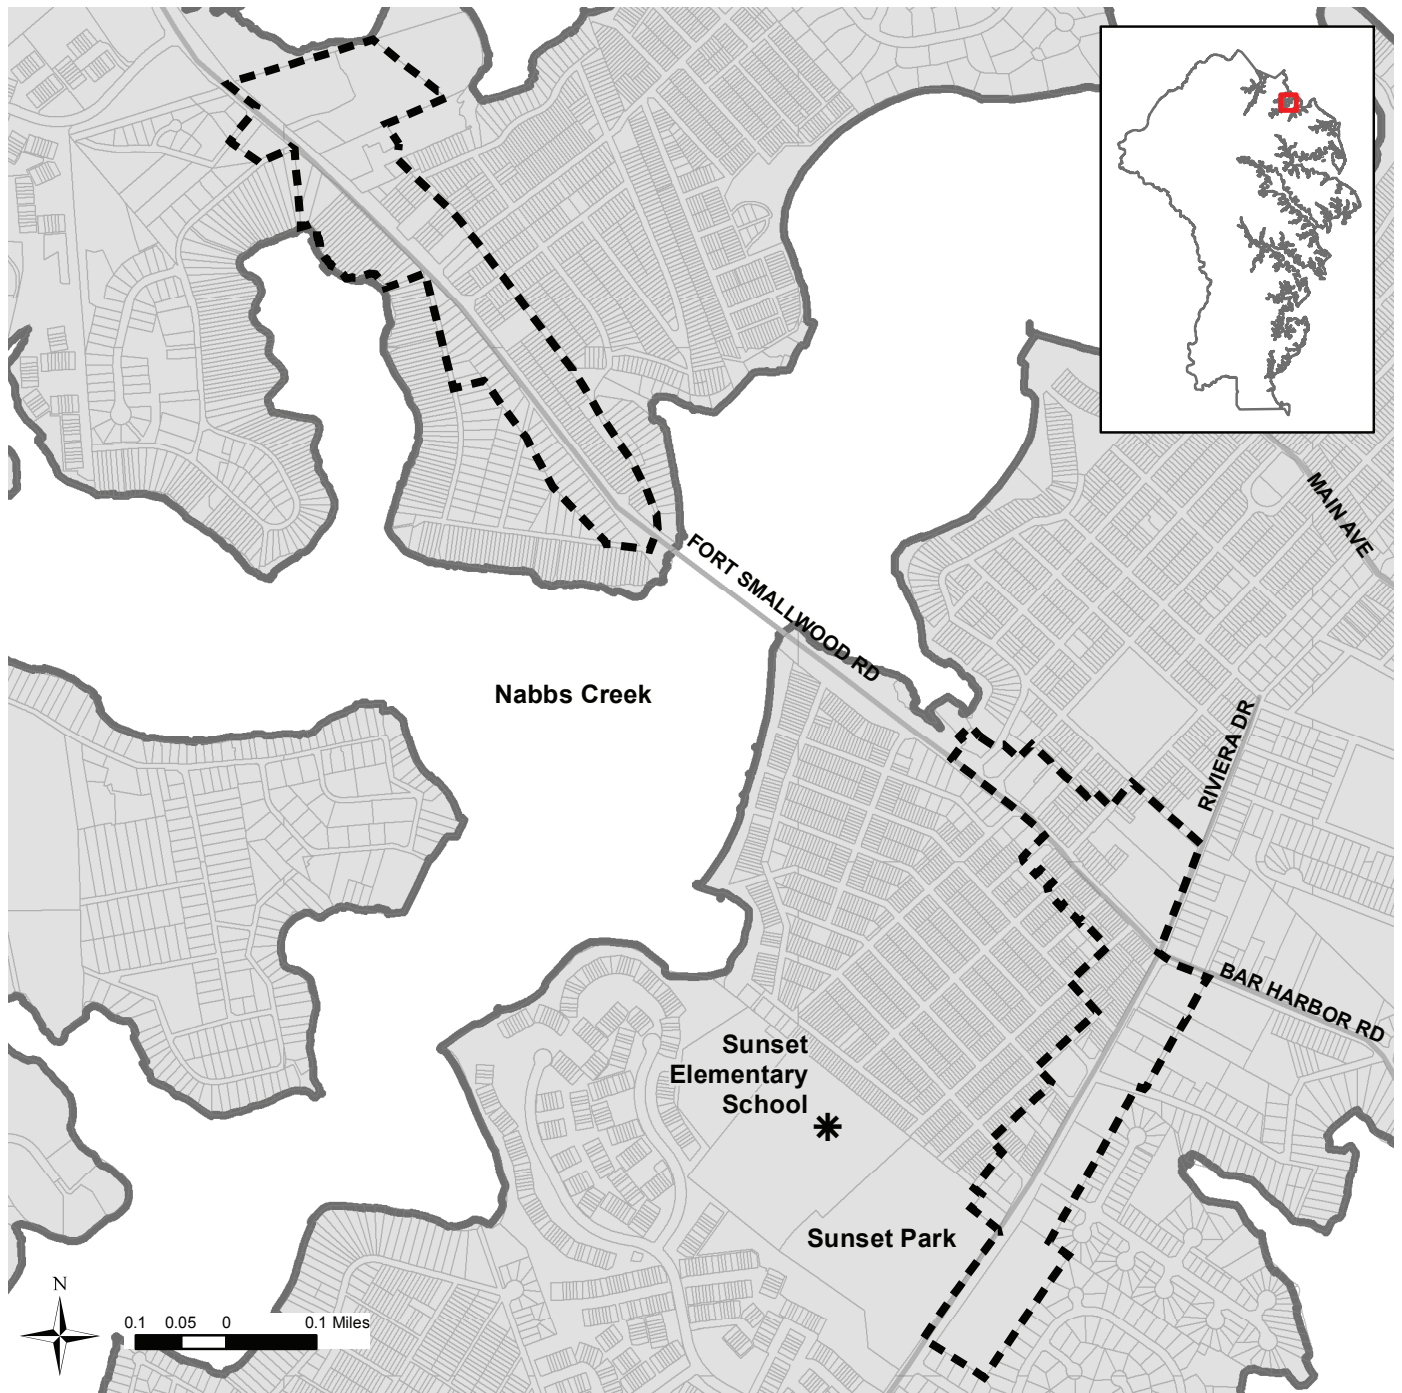 MAIN AVE
FORT SMALLWOOD RD
Nabbs Creek
RIVIERA DR
BAR HARBOR RD
Sunset
Elementary
School
Sunset Park
N
0.1 0.05 0 0.1 Miles